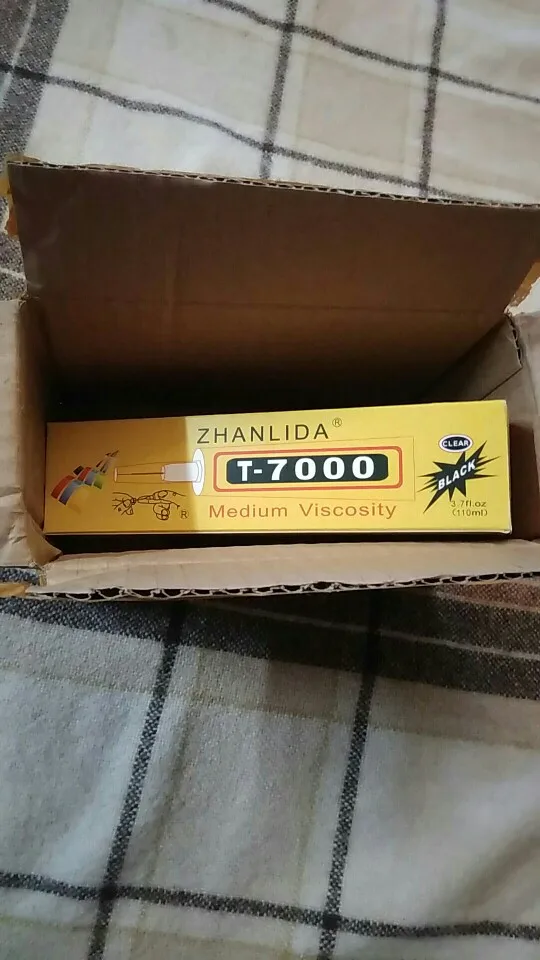 ZHANLIDA®
T-7000
Medium Viscosity
R
CLEAR
BLACK
3.7fl.oz
(110ml)